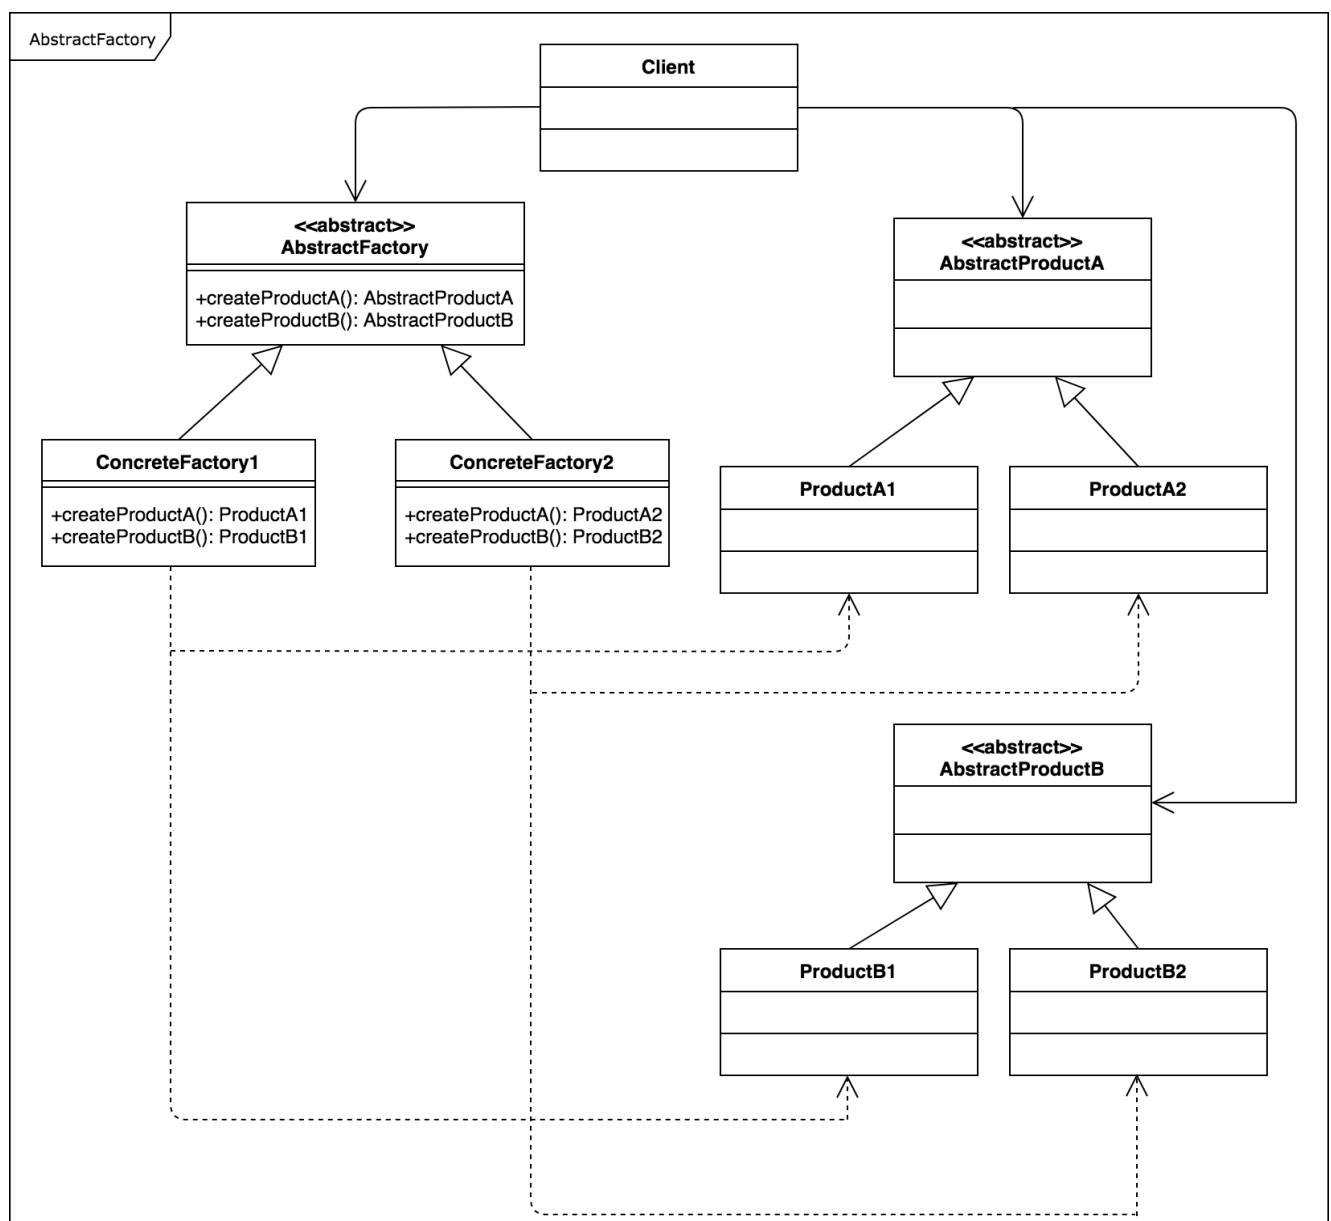 AbstractFactory
Client
<<abstract>>
AbstractFactory
+createProductA(): AbstractProductA
+createProductB(): AbstractProductB
<<abstract>>
AbstractProductA
ConcreteFactory1
+createProductA(): ProductA1
+createProductB(): ProductB1
ConcreteFactory2
+createProductA(): ProductA2
+createProductB(): ProductB2
ProductA1
ProductA2
<<abstract>>
AbstractProductB
ProductB1
ProductB2